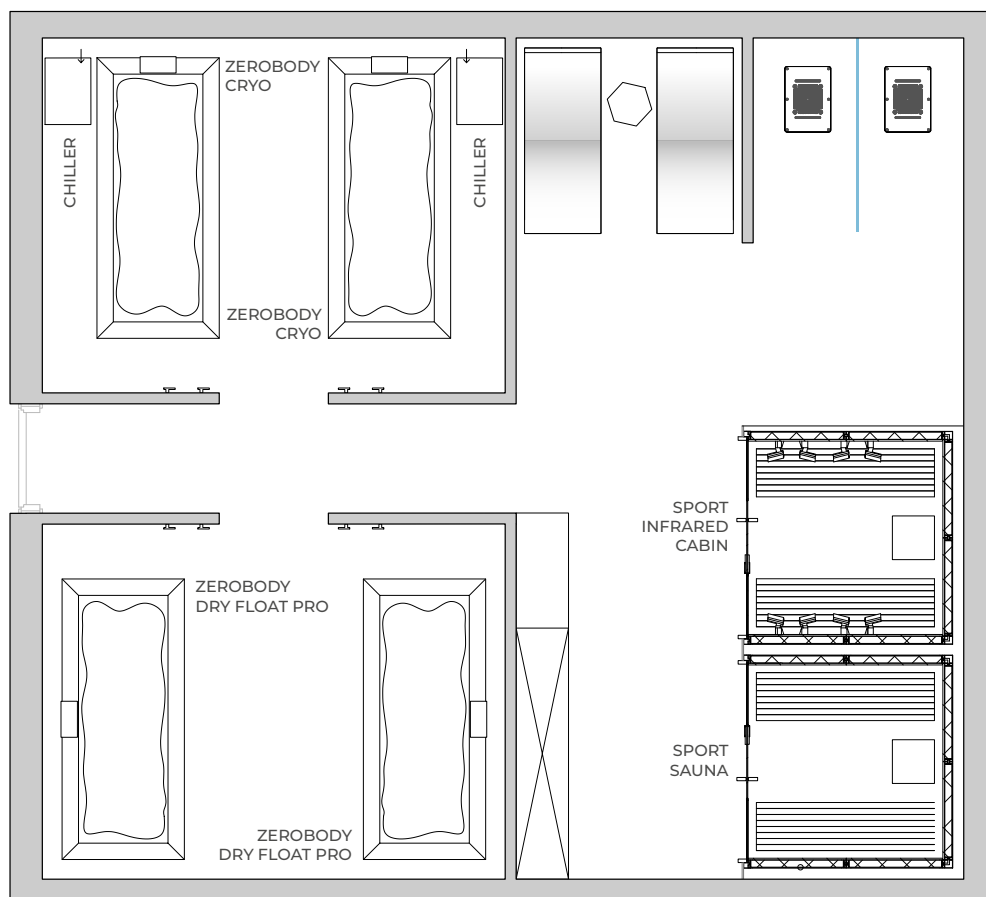 ZEROBODY
CRYO
CHILLER
CHILLER
ZEROBODY
CRYO
SPORT
INFRARED
CABIN
ZEROBODY
DRY FLOAT PRO
SPORT
SAUNA
ZEROBODY
DRY FLOAT PRO